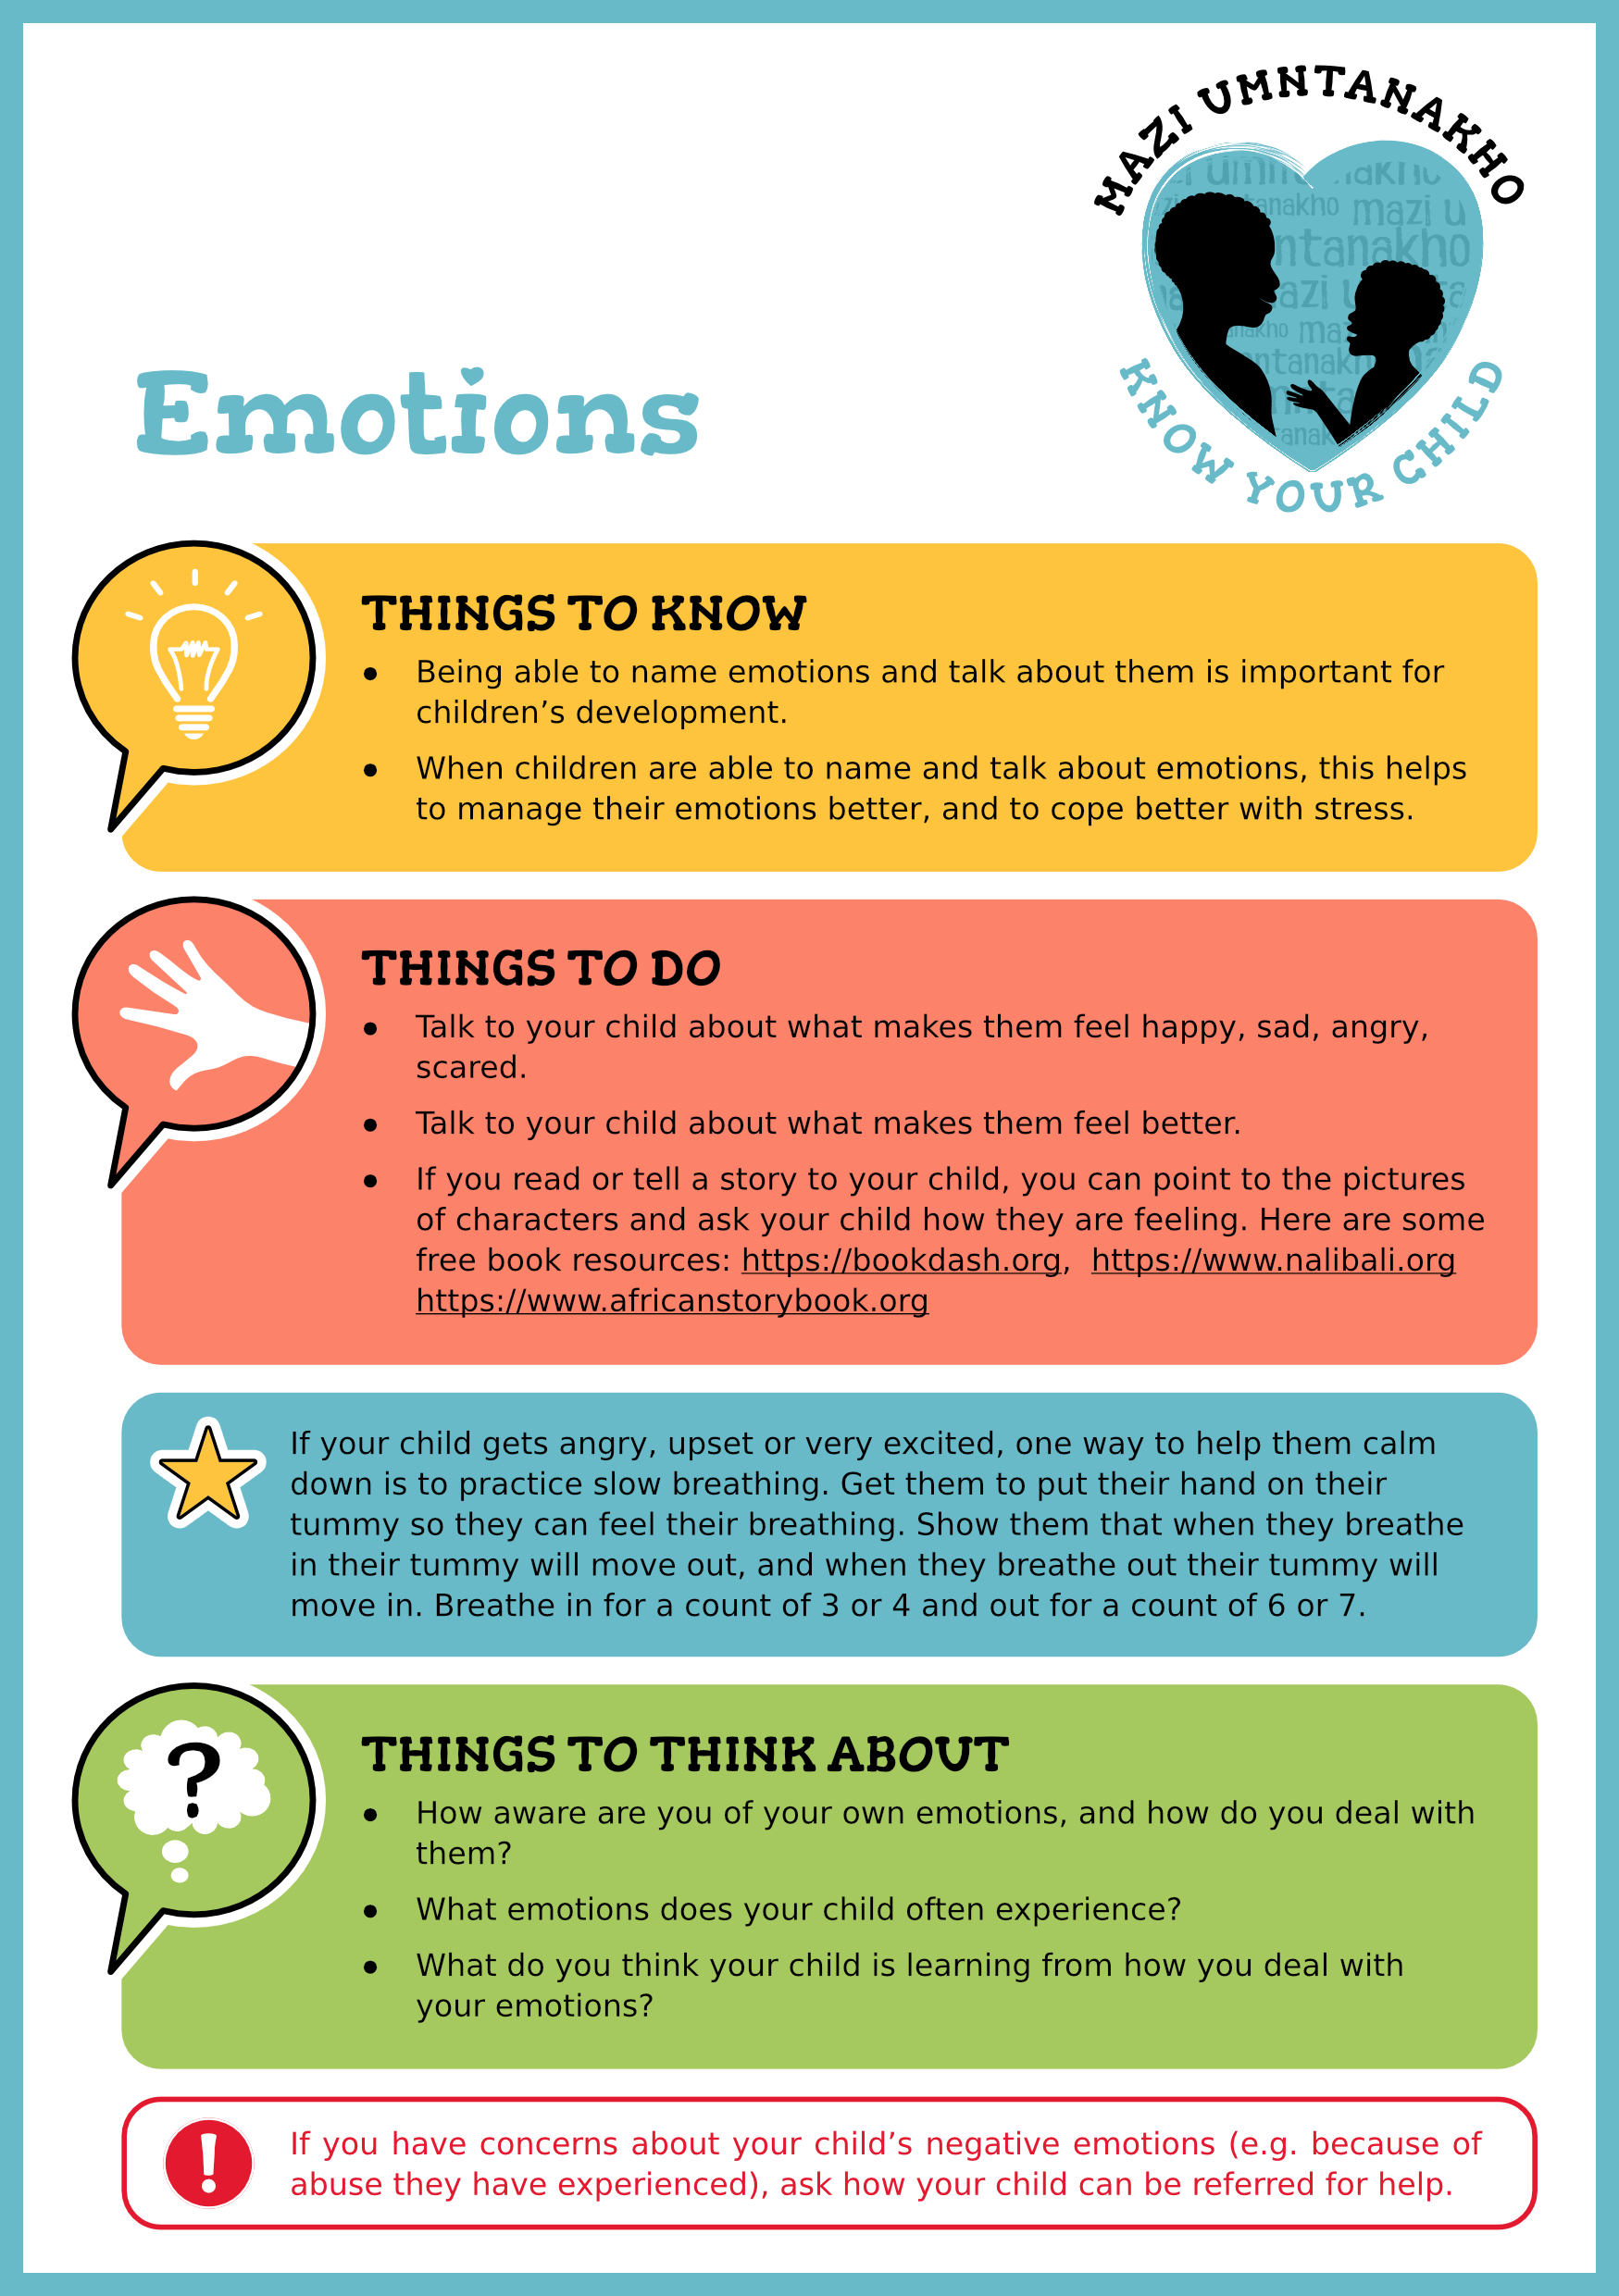 MAZI UMNTANAKHO
KNOW YOUR CHILD
Emotions
THINGS TO KNOW
• Being able to name emotions and talk about them is important for
children’s development.
• When children are able to name and talk about emotions, this helps
to manage their emotions better, and to cope better with stress.
THINGS TO DO
• Talk to your child about what makes them feel happy, sad, angry,
scared.
• Talk to your child about what makes them feel better.
• If you read or tell a story to your child, you can point to the pictures
of characters and ask your child how they are feeling. Here are some
free book resources: https://bookdash.org, https://www.nalibali.org
https://www.africanstorybook.org
If your child gets angry, upset or very excited, one way to help them calm
down is to practice slow breathing. Get them to put their hand on their
tummy so they can feel their breathing. Show them that when they breathe
in their tummy will move out, and when they breathe out their tummy will
move in. Breathe in for a count of 3 or 4 and out for a count of 6 or 7.
THINGS TO THINK ABOUT
• How aware are you of your own emotions, and how do you deal with
them?
• What emotions does your child often experience?
• What do you think your child is learning from how you deal with
your emotions?
If you have concerns about your child’s negative emotions (e.g. because of
abuse they have experienced), ask how your child can be referred for help.